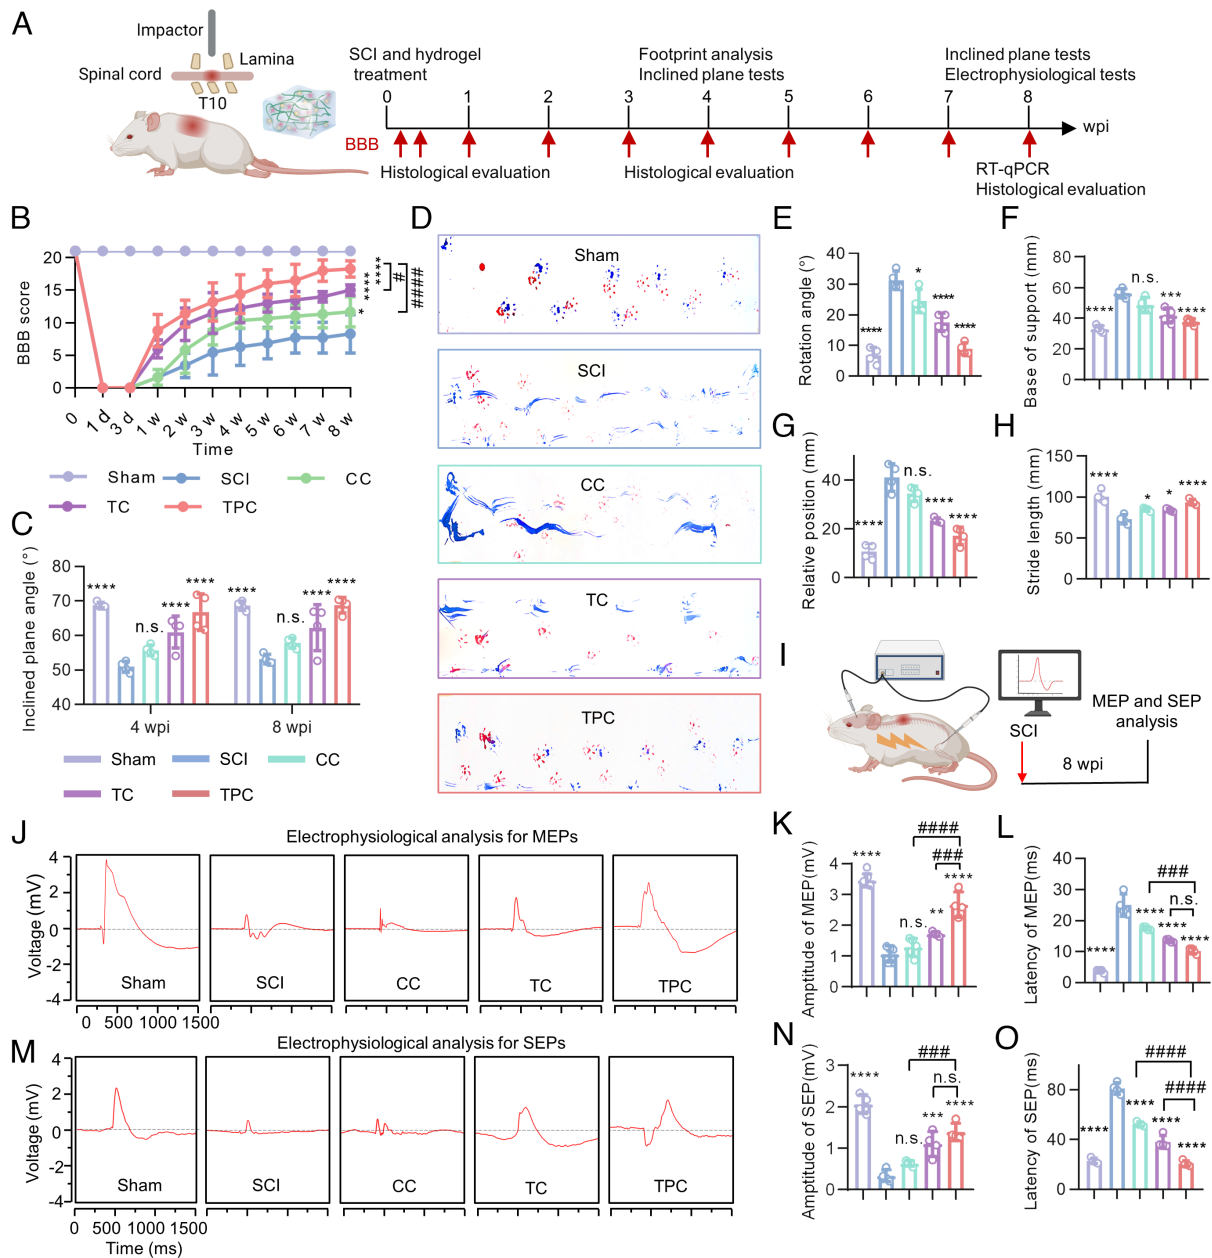 A
Impactor
Lamina
Spinal cord
T10
SCI and hydrogel
treatment
Footprint analysis
Inclined plane tests
Inclined plane tests
Electrophysiological tests
0 1 2 3 4 5 6 7 8
wpi
BBB
Histological evaluation
Histological evaluation
RT-qPCR
Histological evaluation
B
BBB score
20
15
10
5
0
0 1 d 3 d 1 w 2 w 3 w 4 w 5 w 6 w 7 w 8 w
Time
Sham SCI CC
TC TPC
C
Inclined plane angle (°)
80
70
60
50
40
**** n.s. **** **** **** n.s. **** ****
4 wpi 8 wpi
Sham SCI CC
TC TPC
D
Sham
SCI
CC
TC
TPC
E
Rotation angle (°)
40
30
20
10
0
**** * **** ****
F
Base of support (mm)
80
60
40
20
0
**** n.s. *** ****
G
Relative position (mm)
40
20
0
**** n.s. **** ****
H
Stride length (mm)
150
100
50
0
**** * * ****
I
SCI
MEP and SEP
analysis
8 wpi
J
Electrophysiological analysis for MEPs
Voltage (mV)
4
2
0
-2
-4
Sham SCI CC TC TPC
0 500 1000 1500
K
Amptitude of MEP(mV)
4
3
2
1
0
####
###
**** n.s. ** ****
L
Latency of MEP(ms)
40
30
20
10
0
###
n.s.
**** **** **** ****
M
Electrophysiological analysis for SEPs
Voltage (mV)
4
2
0
-2
-4
Sham SCI CC TC TPC
0 500 1000 1500
Time (ms)
N
Amptitude of SEP(mV)
3
2
1
0
###
n.s.
**** n.s. *** ****
O
Latency of SEP(ms)
80
40
0
####
####
**** **** **** ****